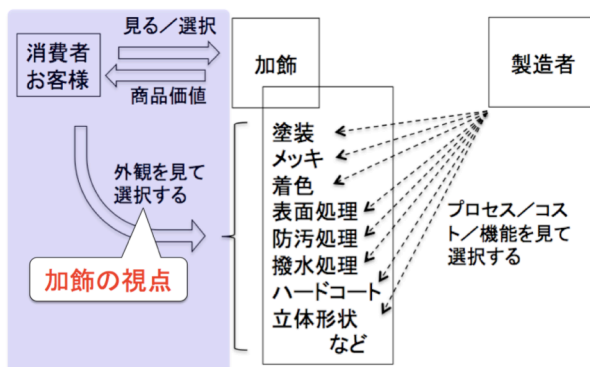 見る／選択
消費者
お客様
商品価値
加飾
製造者
外観を見て
選択する
加飾の視点
塗装
メッキ
着色
表面処理
防汚処理
撥水処理
ハードコート
立体形状
など
プロセス／コス
ト／機能を見て
選択する